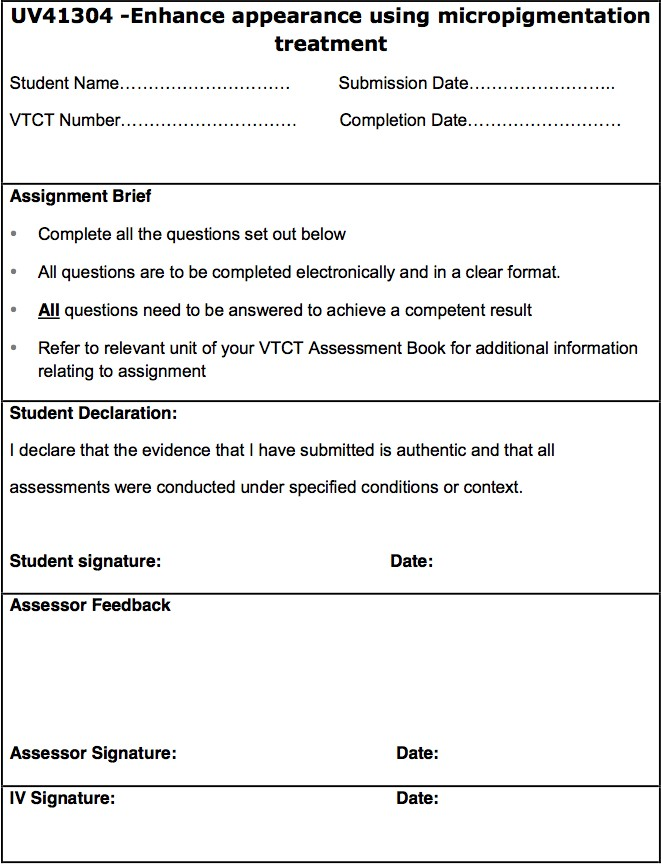 UV41304 -Enhance appearance using micropigmentation
treatment
Student Name………………………… Submission Date……………………..
VTCT Number………………………… Completion Date………………………
Assignment Brief
• Complete all the questions set out below
• All questions are to be completed electronically and in a clear format.
• All questions need to be answered to achieve a competent result
• Refer to relevant unit of your VTCT Assessment Book for additional information
relating to assignment
Student Declaration:
I declare that the evidence that I have submitted is authentic and that all
assessments were conducted under specified conditions or context.
Student signature: Date:
Assessor Feedback
Assessor Signature: Date:
IV Signature: Date: